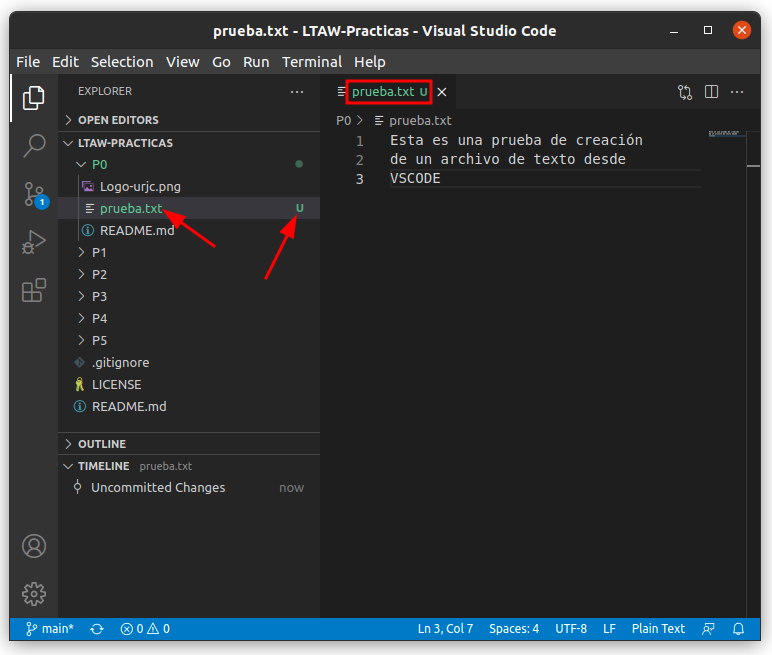 prueba.txt - LTAW-Practicas - Visual Studio Code
File Edit Selection View Go Run Terminal Help
EXPLORER
OPEN EDITORS
LTAW-PRACTICAS
P0
Logo-urjc.png
prueba.txt U
README.md
P1
P2
P3
P4
P5
.gitignore
LICENSE
README.md
OUTLINE
TIMELINE prueba.txt
Uncommitted Changes now
1
prueba.txt U
P0 > prueba.txt
1 Esta es una prueba de creación
2 de un archivo de texto desde
3 VSCODE
main* 0 0 Ln 3, Col 7 Spaces: 4 UTF-8 LF Plain Text